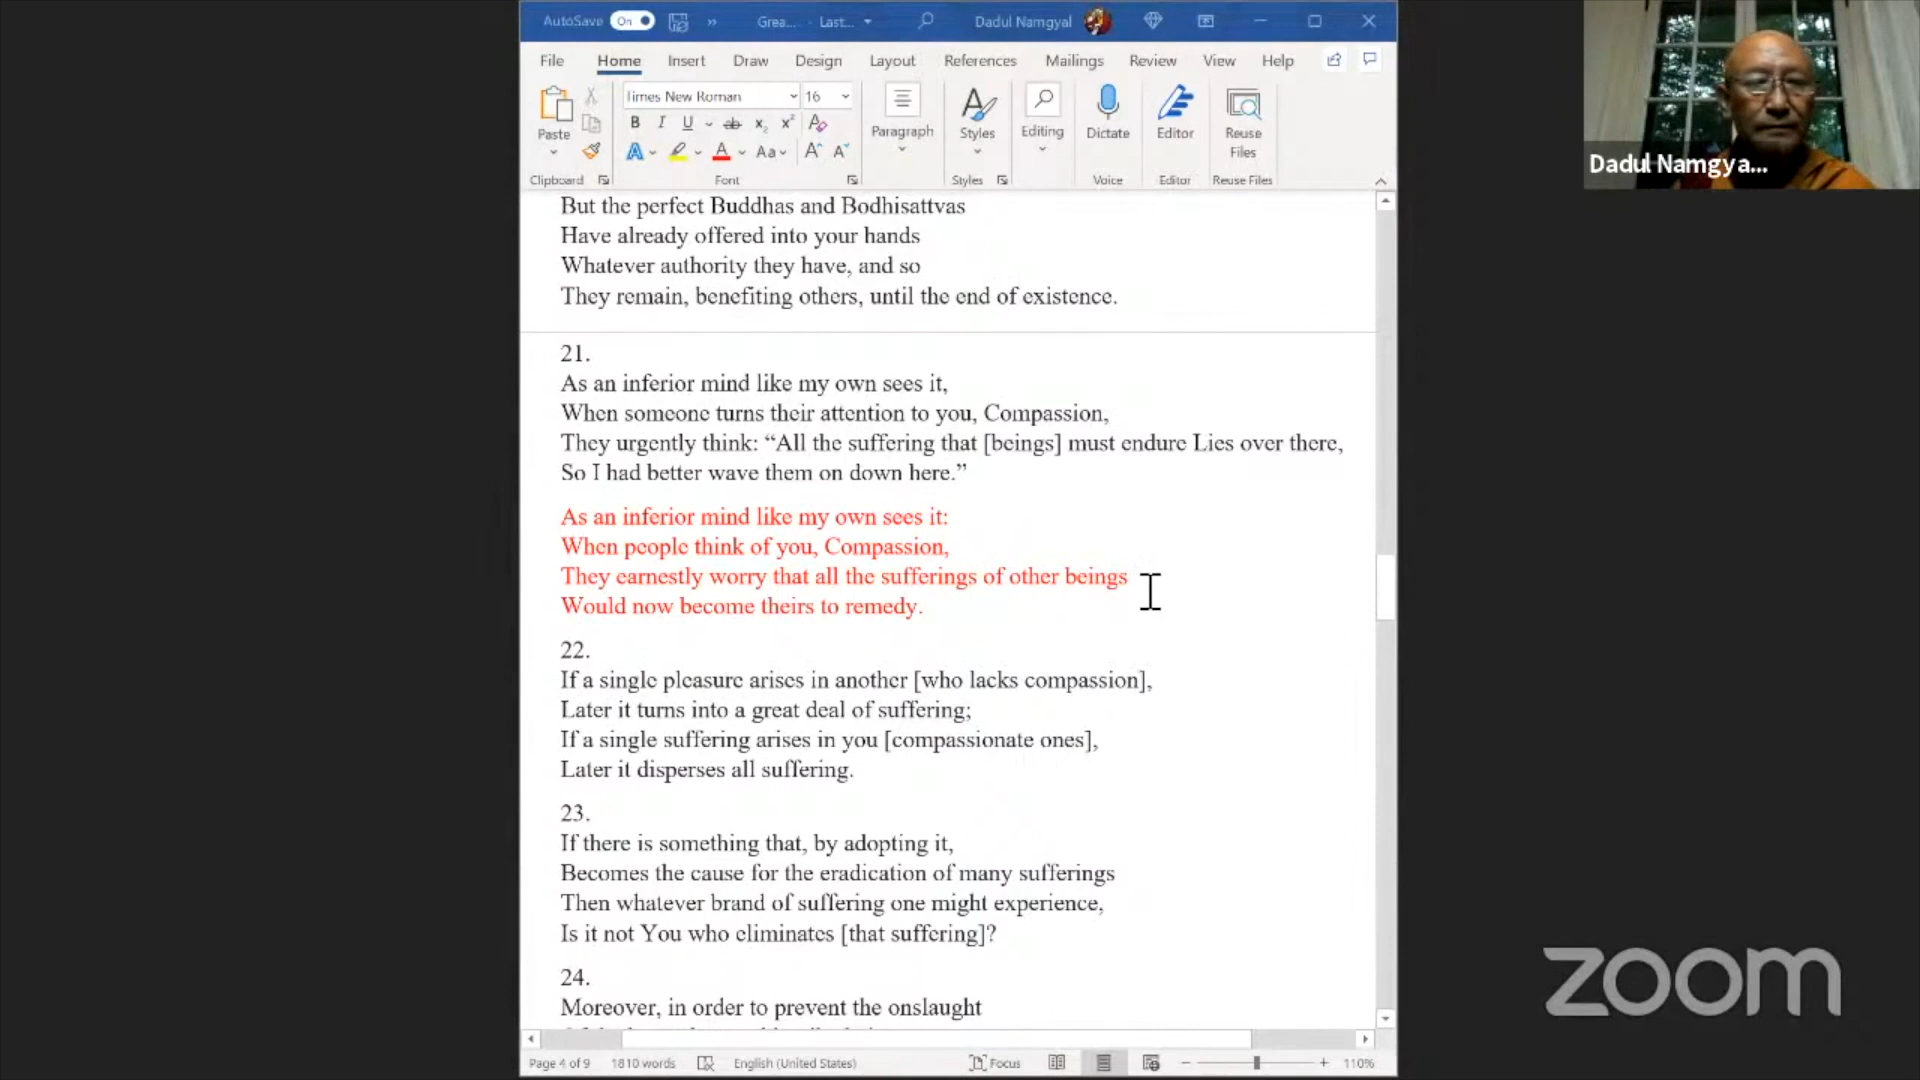 AutoSave On » Grea... Last... Dadul Namgyal
File Home Insert Draw Design Layout References Mailings Review View Help
Times New Roman 16
Paste
B I U ab x₂ x² A
A A Aa A A
Paragraph Styles Editing Dictate Editor Reuse Files
Clipboard Font Styles Voice Editor Reuse Files
Dadul Namgya...
But the perfect Buddhas and Bodhisattvas
Have already offered into your hands
Whatever authority they have, and so
They remain, benefiting others, until the end of existence.
21.
As an inferior mind like my own sees it,
When someone turns their attention to you, Compassion,
They urgently think: “All the suffering that [beings] must endure Lies over there,
So I had better wave them on down here.”
As an inferior mind like my own sees it:
When people think of you, Compassion,
They earnestly worry that all the sufferings of other beings
Would now become theirs to remedy.
22.
If a single pleasure arises in another [who lacks compassion],
Later it turns into a great deal of suffering;
If a single suffering arises in you [compassionate ones],
Later it disperses all suffering.
23.
If there is something that, by adopting it,
Becomes the cause for the eradication of many sufferings
Then whatever brand of suffering one might experience,
Is it not You who eliminates [that suffering]?
24.
Moreover, in order to prevent the onslaught
Page 4 of 9 1810 words English (United States) Focus 110%
zoom